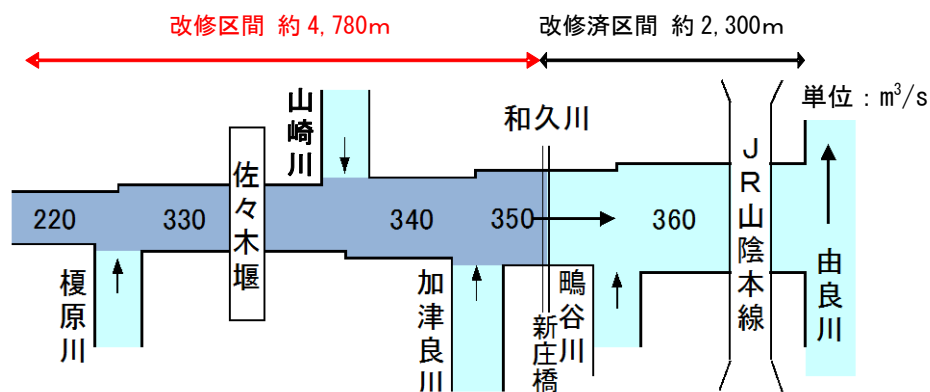 改修区間 約4,780m
改修済区間 約2,300m
単位：m³/s
山崎川
和久川
佐々木堰
JR山陰本線
220
330
340
350
360
榎原川
加津良川
鴫谷川
新庄橋
由良川